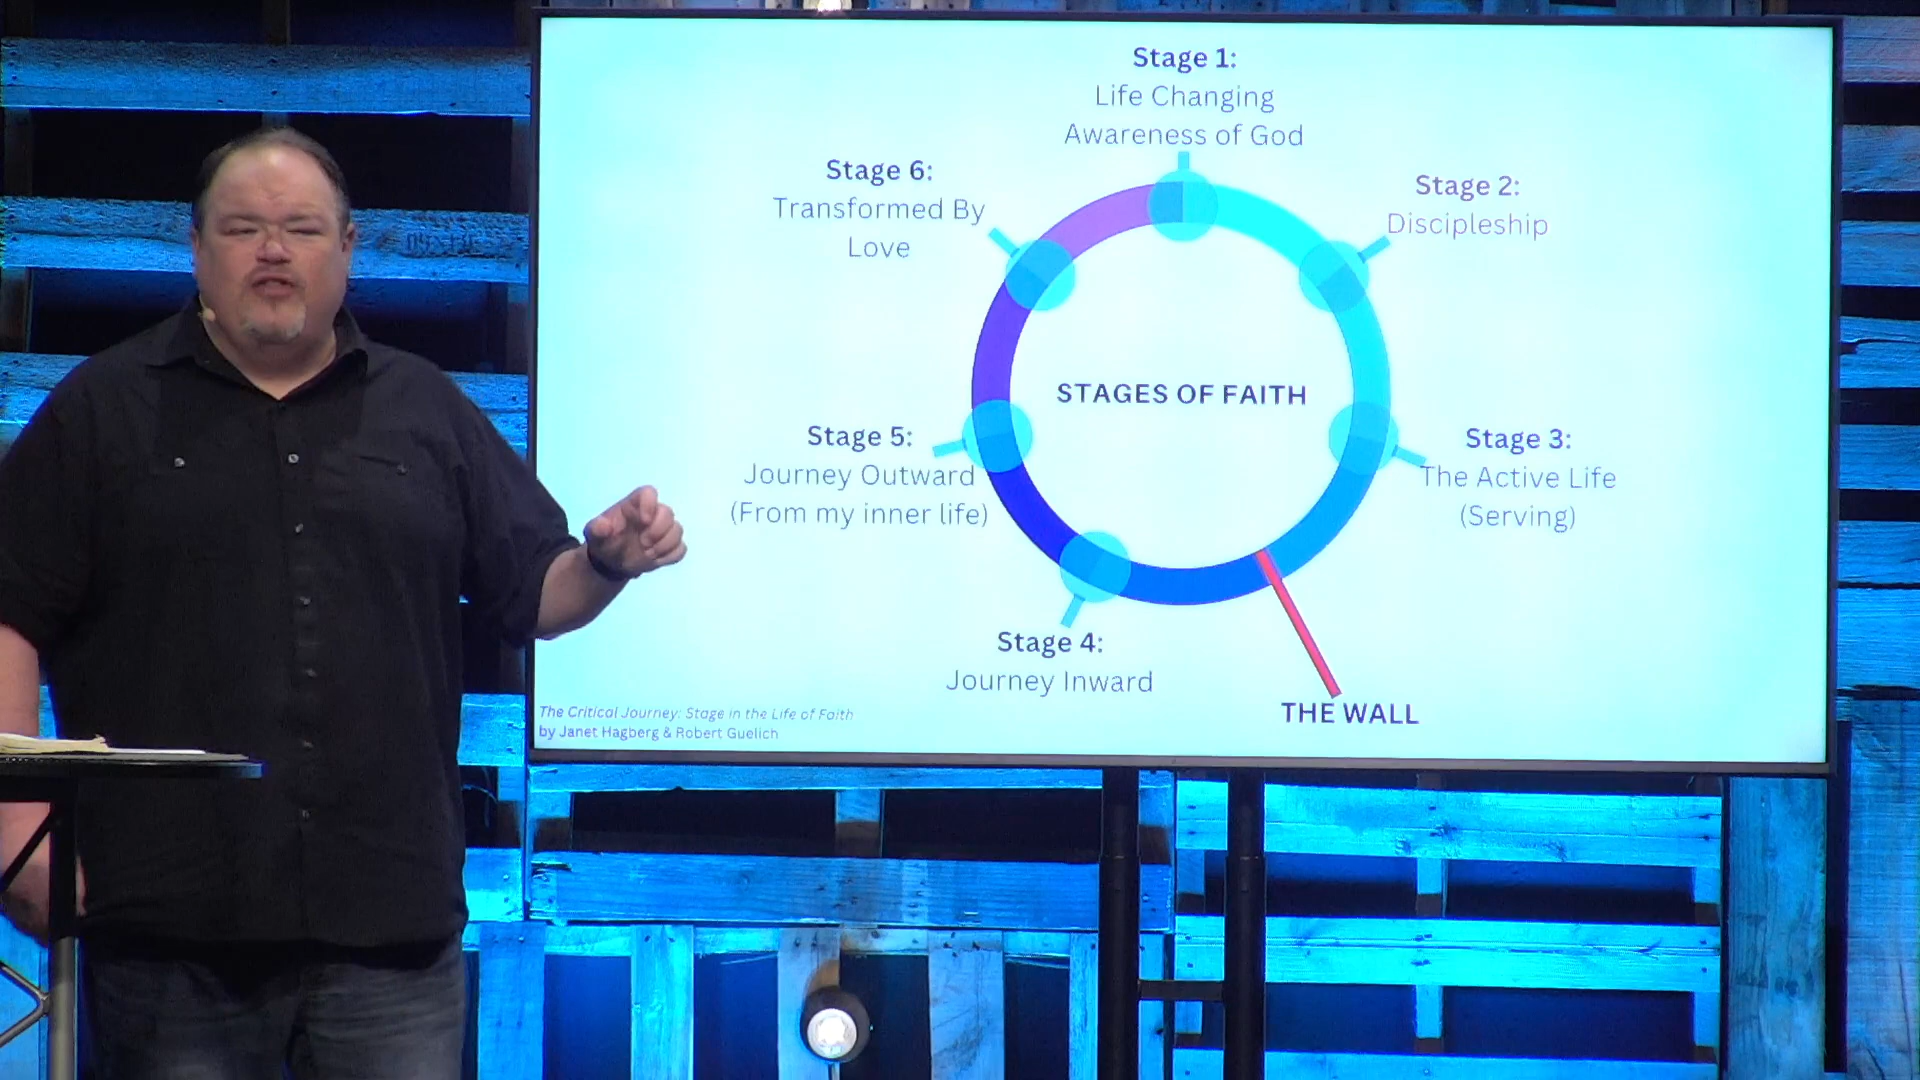 Stage 1:
Life Changing
Awareness of God
Stage 2:
Discipleship
Stage 3:
The Active Life
(Serving)
THE WALL
Stage 4:
Journey Inward
Stage 5:
Journey Outward
(From my inner life)
Stage 6:
Transformed By
Love
STAGES OF FAITH
The Critical Journey: Stage in the Life of Faith
by Janet Hagberg & Robert Guelich